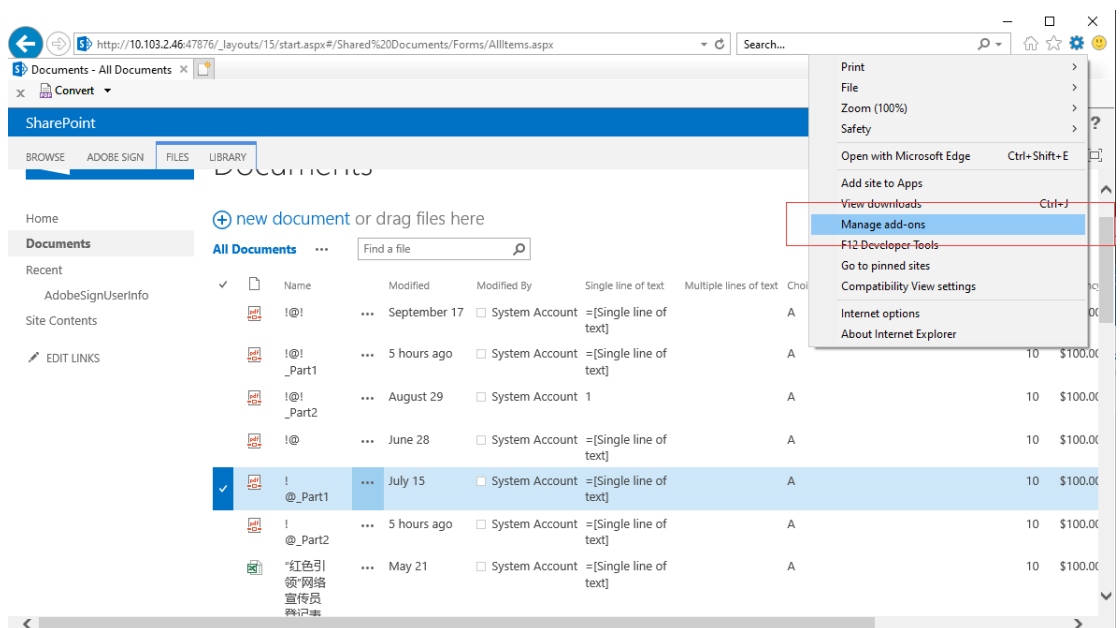 http://10.103.2.46:47876/_layouts/15/start.aspx#/Shared%20Documents/Forms/AllItems.aspx
Search...
Documents - All Documents
Convert
SharePoint
?
BROWSE ADOBE SIGN FILES LIBRARY
Documents
Print
File
Zoom (100%)
Safety
Open with Microsoft Edge Ctrl+Shift+E
Add site to Apps
View downloads Ctrl+J
Manage add-ons
F12 Developer Tools
Go to pinned sites
Compatibility View settings
Internet options
About Internet Explorer
Home
Documents
Recent
AdobeSignUserInfo
Site Contents
EDIT LINKS
new document or drag files here
All Documents ... Find a file
Name Modified Modified By Single line of text Multiple lines of text Choi
!@! ... September 17 System Account =[Single line of A
text]
!@! ... 5 hours ago System Account =[Single line of A 10 $100.00
_Part1 text]
!@! ... August 29 System Account 1 A 10 $100.00
_Part2
!@ ... June 28 System Account =[Single line of A 10 $100.00
text]
! ... July 15 System Account =[Single line of A 10 $100.00
@_Part1 text]
! ... 5 hours ago System Account =[Single line of A 10 $100.00
@_Part2 text]
"红色引 ... May 21 System Account =[Single line of A 10 $100.00
领"网络 text]
宣传员
登记表